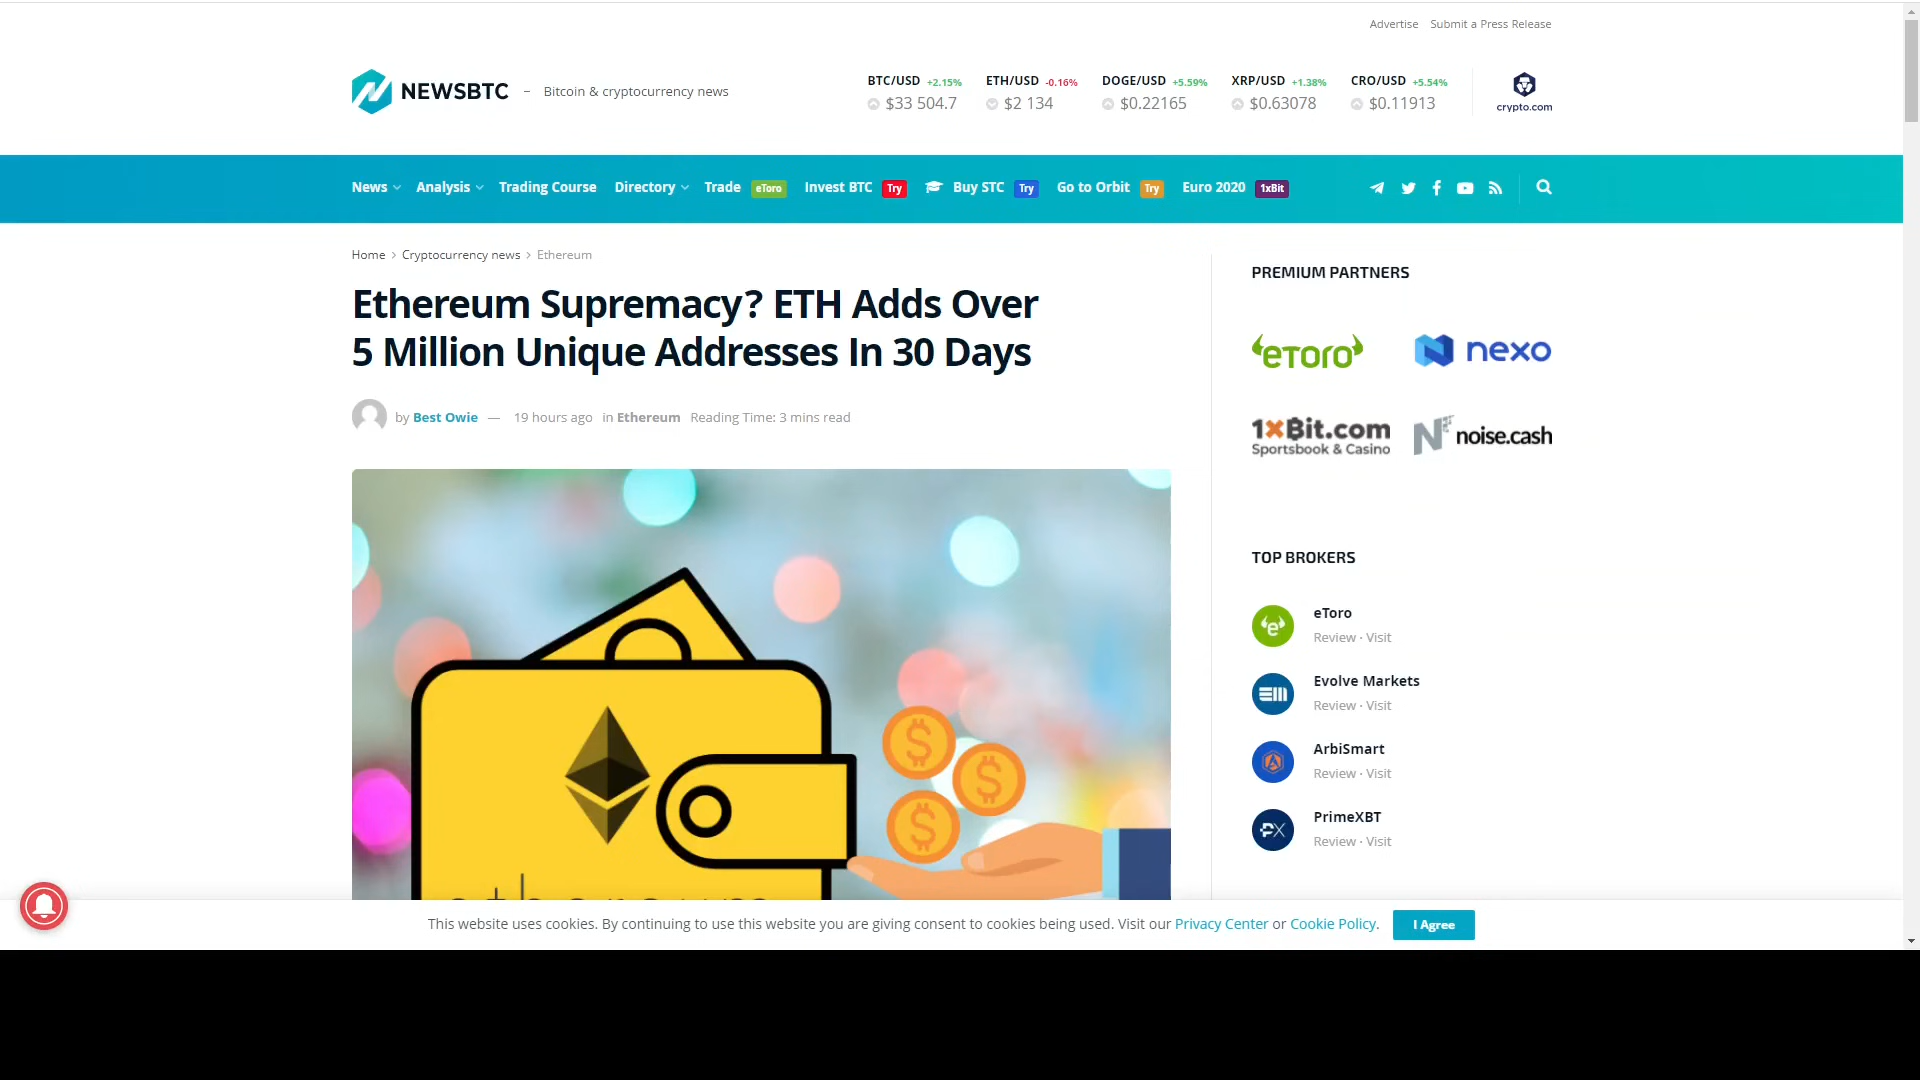 Advertise Submit a Press Release
NEWSBTC – Bitcoin & cryptocurrency news
BTC/USD +2.15% ETH/USD -0.16% DOGE/USD +5.59% XRP/USD +1.38% CRO/USD +5.54%
$33 504.7 $2 134 $0.22165 $0.63078 $0.11913
crypto.com
News Analysis Trading Course Directory Trade eToro Invest BTC Try Buy STC Try Go to Orbit Try Euro 2020 1xBit
Home > Cryptocurrency news > Ethereum
Ethereum Supremacy? ETH Adds Over
5 Million Unique Addresses In 30 Days
by Best Owie — 19 hours ago in Ethereum Reading Time: 3 mins read
PREMIUM PARTNERS
eToro nexo
1xBit.com
Sportsbook & Casino
noise.cash
TOP BROKERS
eToro
Review · Visit
Evolve Markets
Review · Visit
ArbiSmart
Review · Visit
PrimeXBT
Review · Visit
This website uses cookies. By continuing to use this website you are giving consent to cookies being used. Visit our Privacy Center or Cookie Policy. I Agree